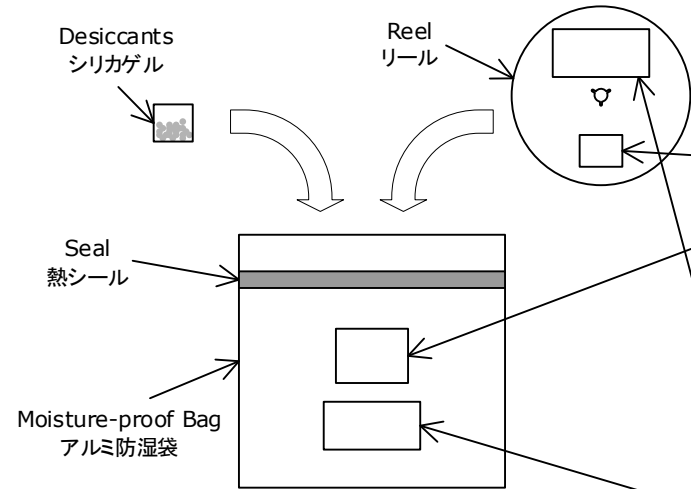 Desiccants
シリカゲル
Reel
リール
Seal
熱シール
Moisture-proof Bag
アルミ防湿袋